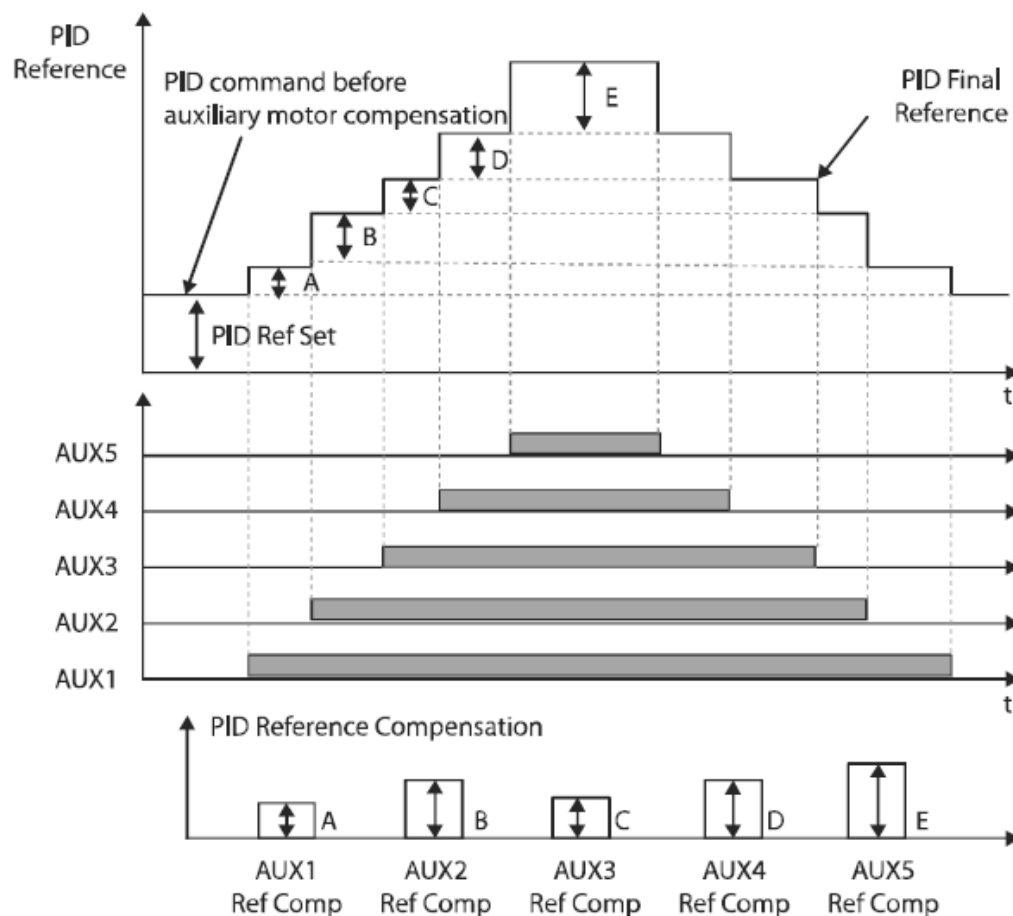 PID
Reference
PID command before
auxiliary motor compensation
E
PID Final
Reference
D
C
B
A
PID Ref Set
t
AUX5
AUX4
AUX3
AUX2
AUX1
t
PID Reference Compensation
A
B
C
D
E
AUX1
Ref Comp
AUX2
Ref Comp
AUX3
Ref Comp
AUX4
Ref Comp
AUX5
Ref Comp